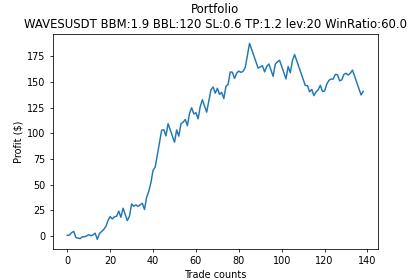 Portfolio
WAVESUSDT BBM:1.9 BBL:120 SL:0.6 TP:1.2 lev:20 WinRatio:60.0
175
150
125
100
75
50
25
0
Profit ($)
0 20 40 60 80 100 120 140
Trade counts